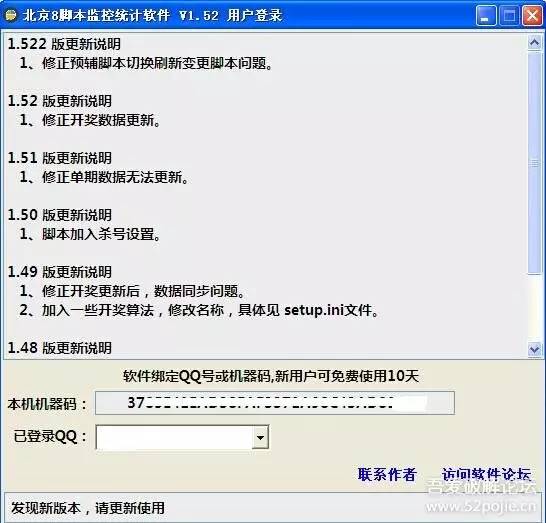 北京8脚本监控统计软件 V1.52 用户登录
1.522 版更新说明
1、修正预辅脚本切换刷新变更脚本问题。
1.52 版更新说明
1、修正开奖数据更新。
1.51 版更新说明
1、修正单期数据无法更新。
1.50 版更新说明
1、脚本加入杀号设置。
1.49 版更新说明
1、修正开奖更新后，数据同步问题。
2、加入一些开奖算法，修改名称，具体见 setup.ini文件。
1.48 版更新说明
软件绑定QQ号或机器码,新用户可免费使用10天
本机机器码：
已登录QQ：
联系作者 访问软件论坛
发现新版本，请更新使用
吾爱破解论坛
www.52pojie.cn